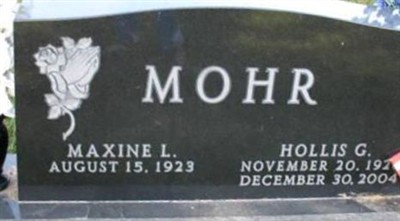 MOHR
MAXINE L.
AUGUST 15, 1923
HOLLIS G.
NOVEMBER 20,
DECEMBER 30, 2004